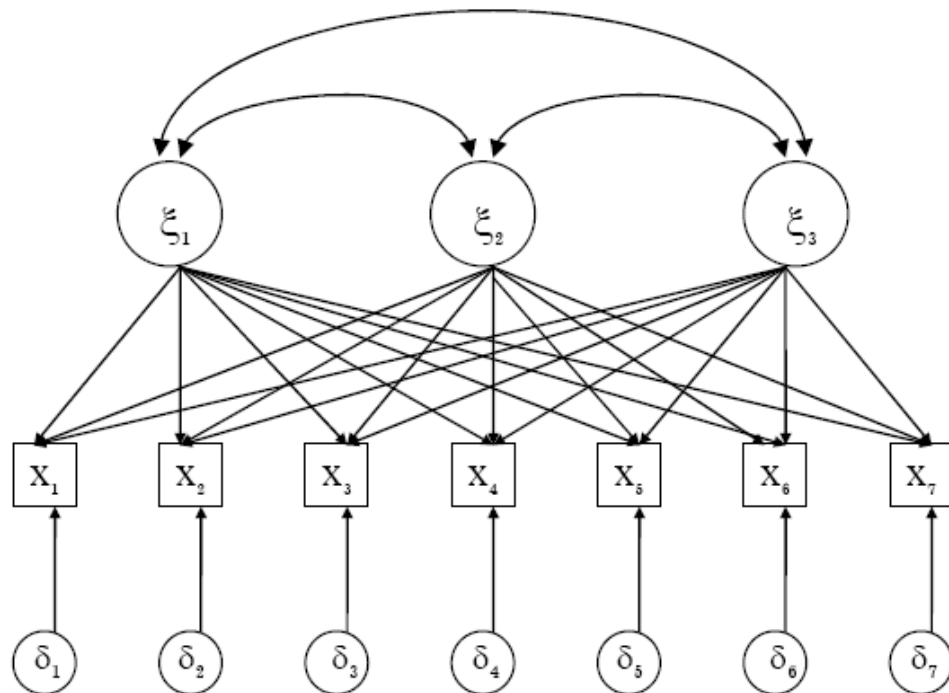 ξ₁ ξ₂ ξ₃
X₁ X₂ X₃ X₄ X₅ X₆ X₇
δ₁ δ₂ δ₃ δ₄ δ₅ δ₆ δ₇